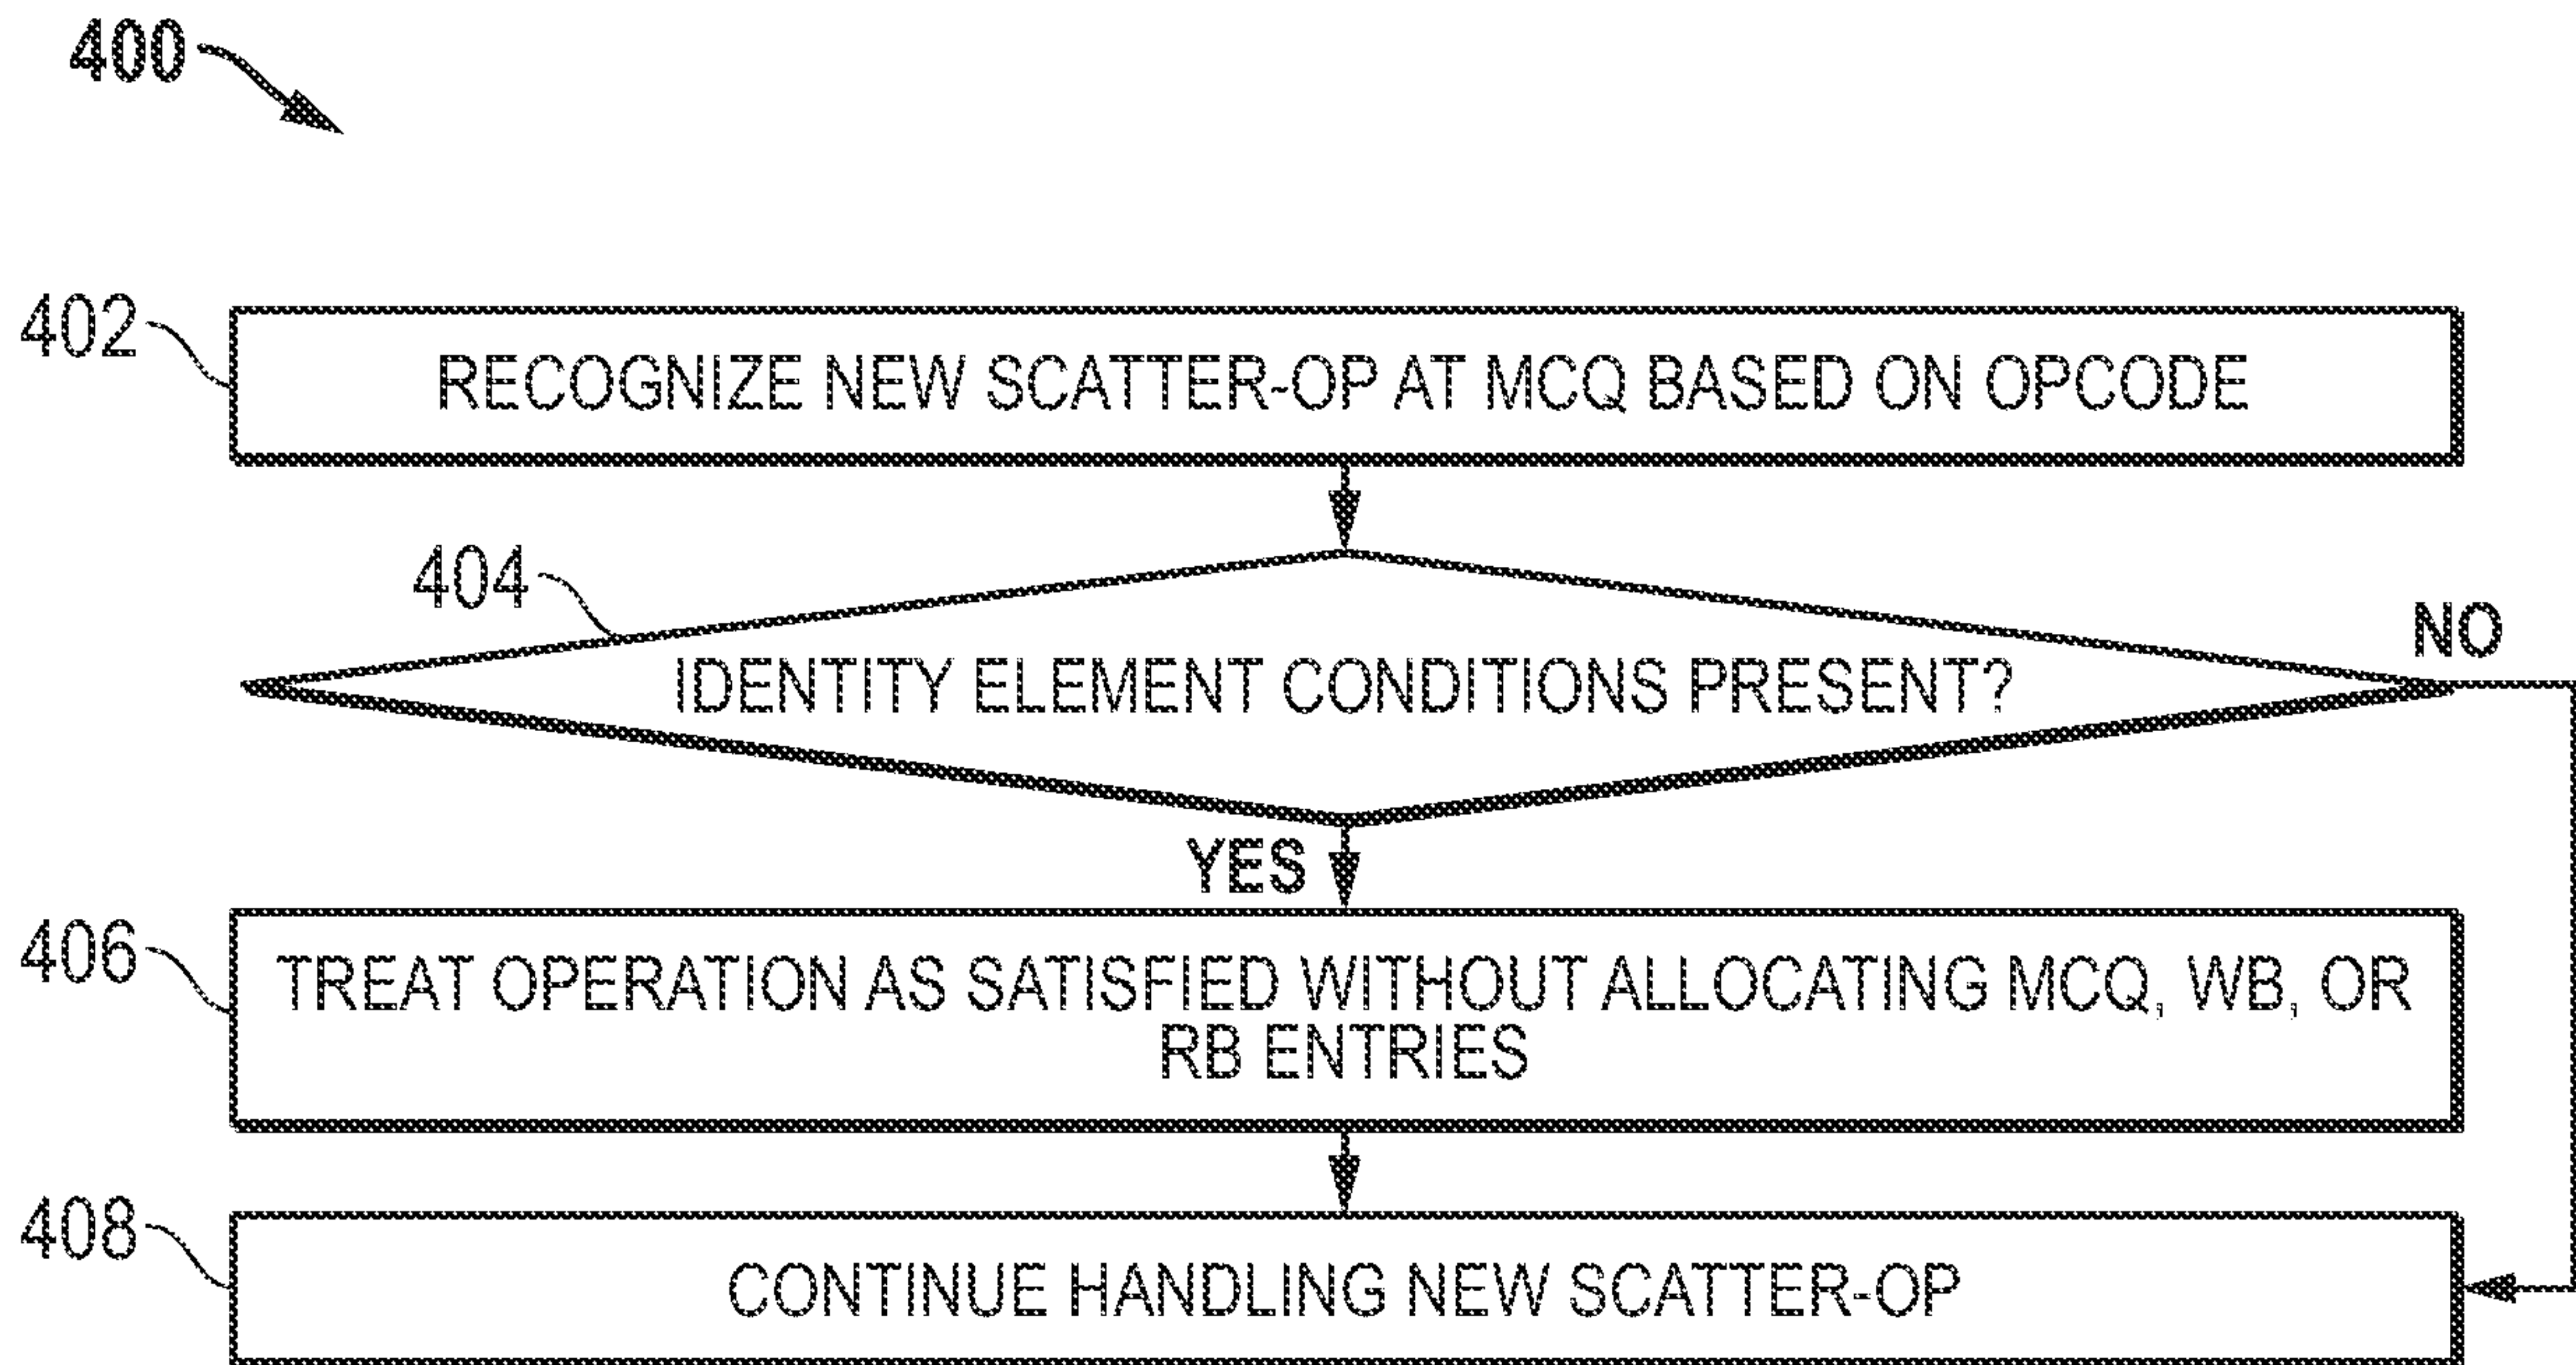 400
402
RECOGNIZE NEW SCATTER-OP AT MCQ BASED ON OPCODE
404
NO
IDENTITY ELEMENT CONDITIONS PRESENT?
YES
406
TREAT OPERATION AS SATISFIED WITHOUT ALLOCATING MCQ, WB, OR
RB ENTRIES
408
CONTINUE HANDLING NEW SCATTER-OP